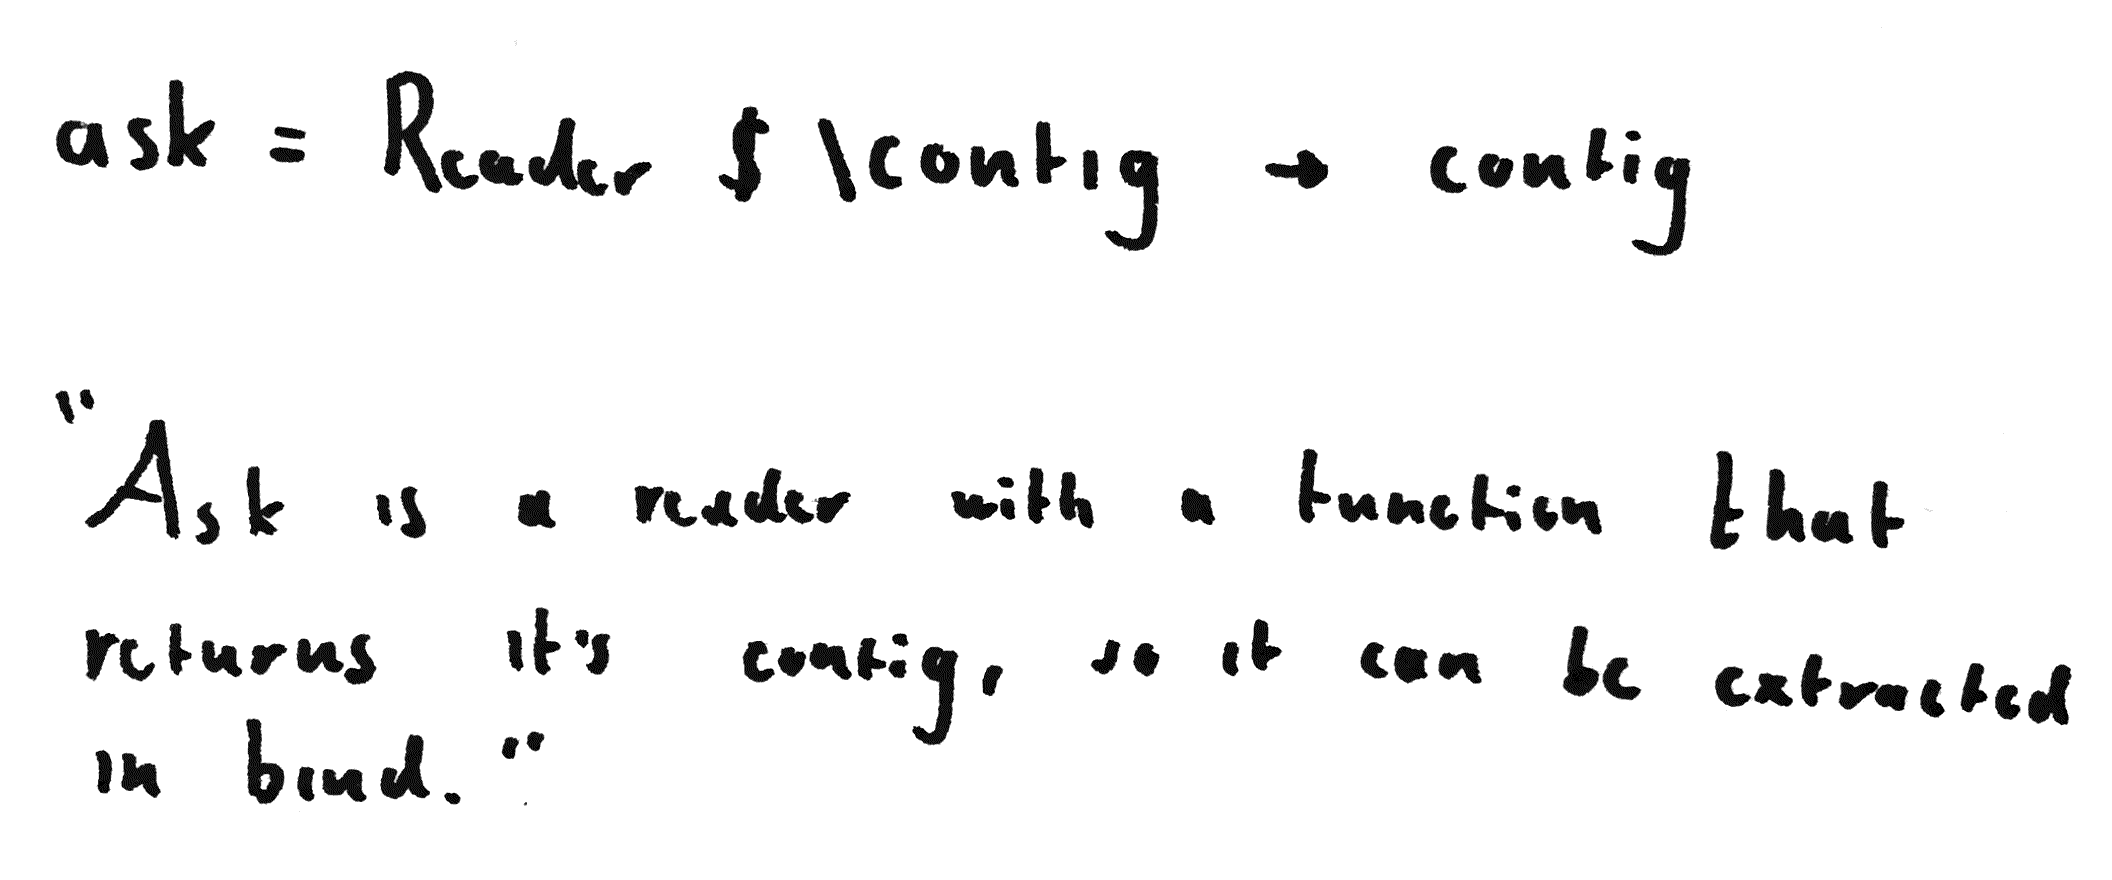 ask = Reader $ \config → config
"Ask is a reader with a function that
returns it's config, so it can be extracted
in bind."